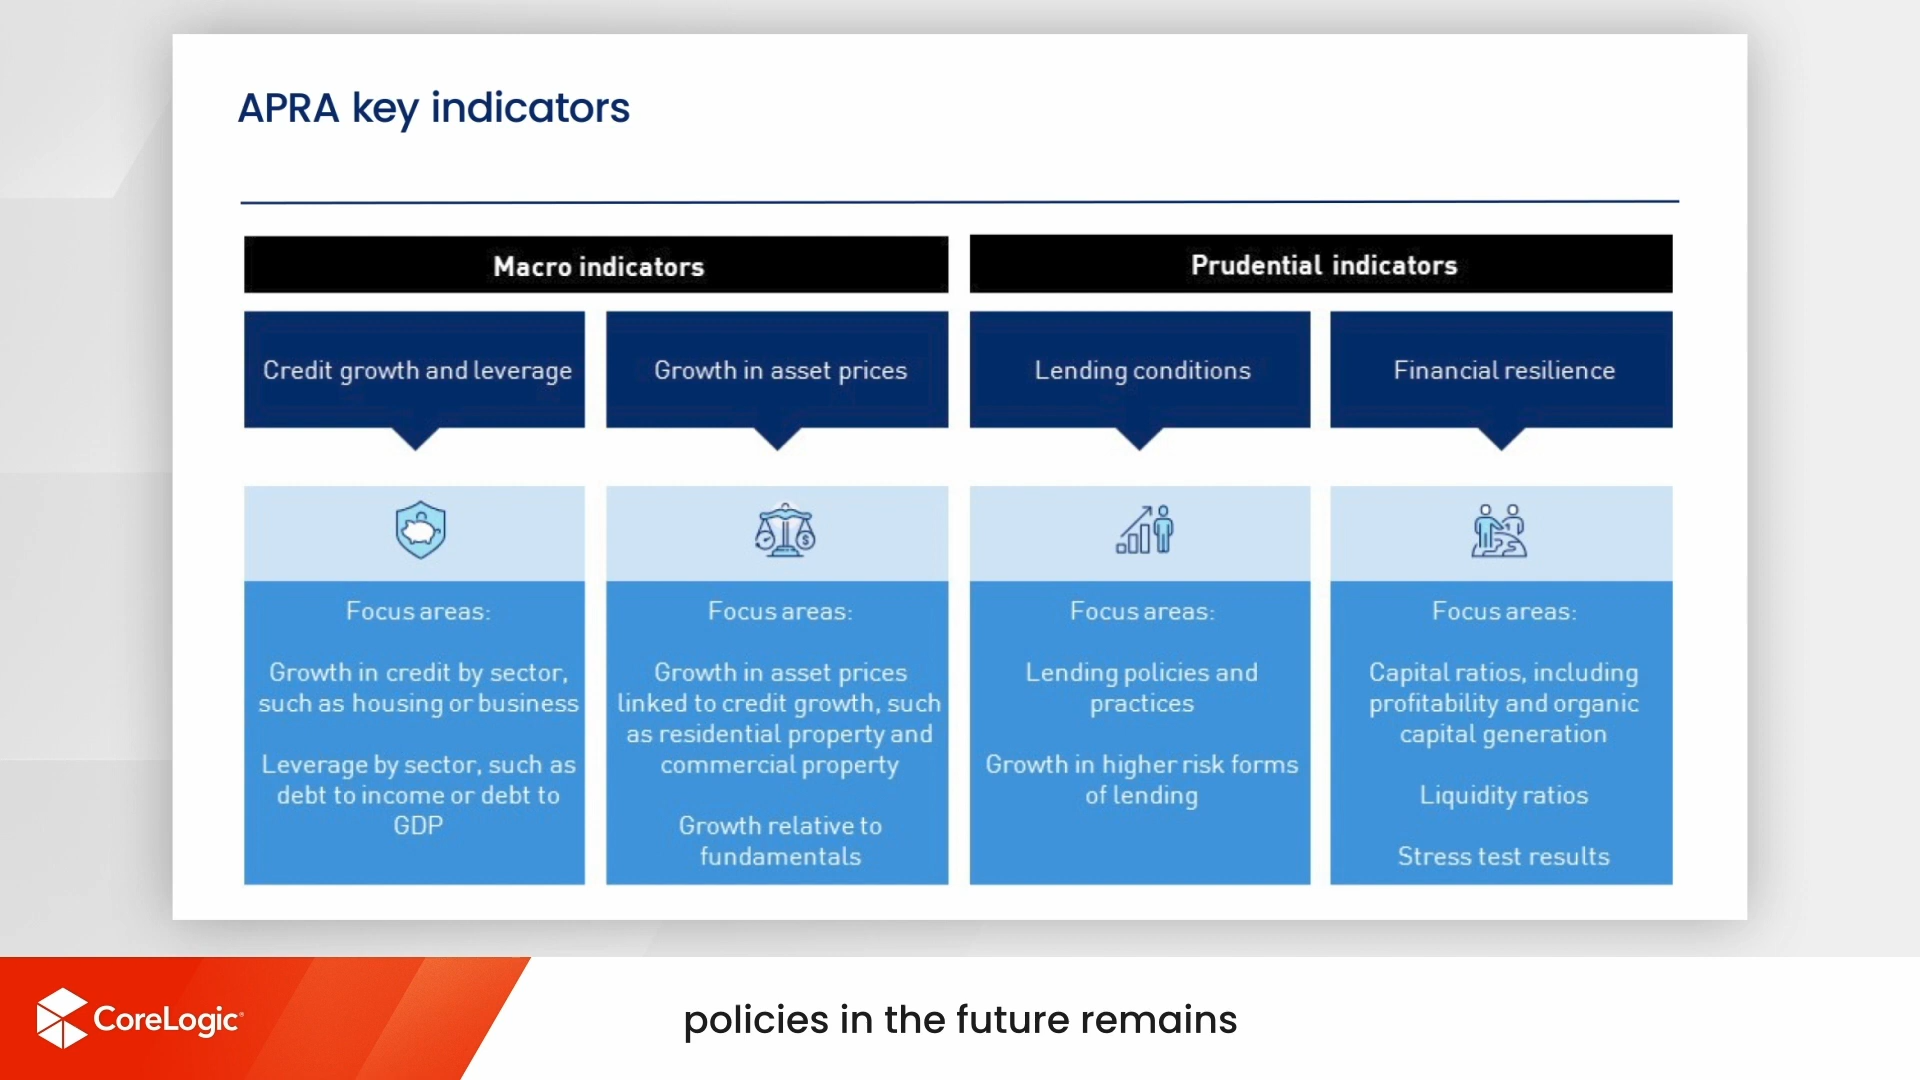 APRA key indicators
Macro indicators
Prudential indicators
Credit growth and leverage
Growth in asset prices
Lending conditions
Financial resilience
Focus areas:
Growth in credit by sector,
such as housing or business
Leverage by sector, such as
debt to income or debt to
GDP
Focus areas:
Growth in asset prices
linked to credit growth, such
as residential property and
commercial property
Growth relative to
fundamentals
Focus areas:
Lending policies and
practices
Growth in higher risk forms
of lending
Focus areas:
Capital ratios, including
profitability and organic
capital generation
Liquidity ratios
Stress test results
CoreLogic
policies in the future remains